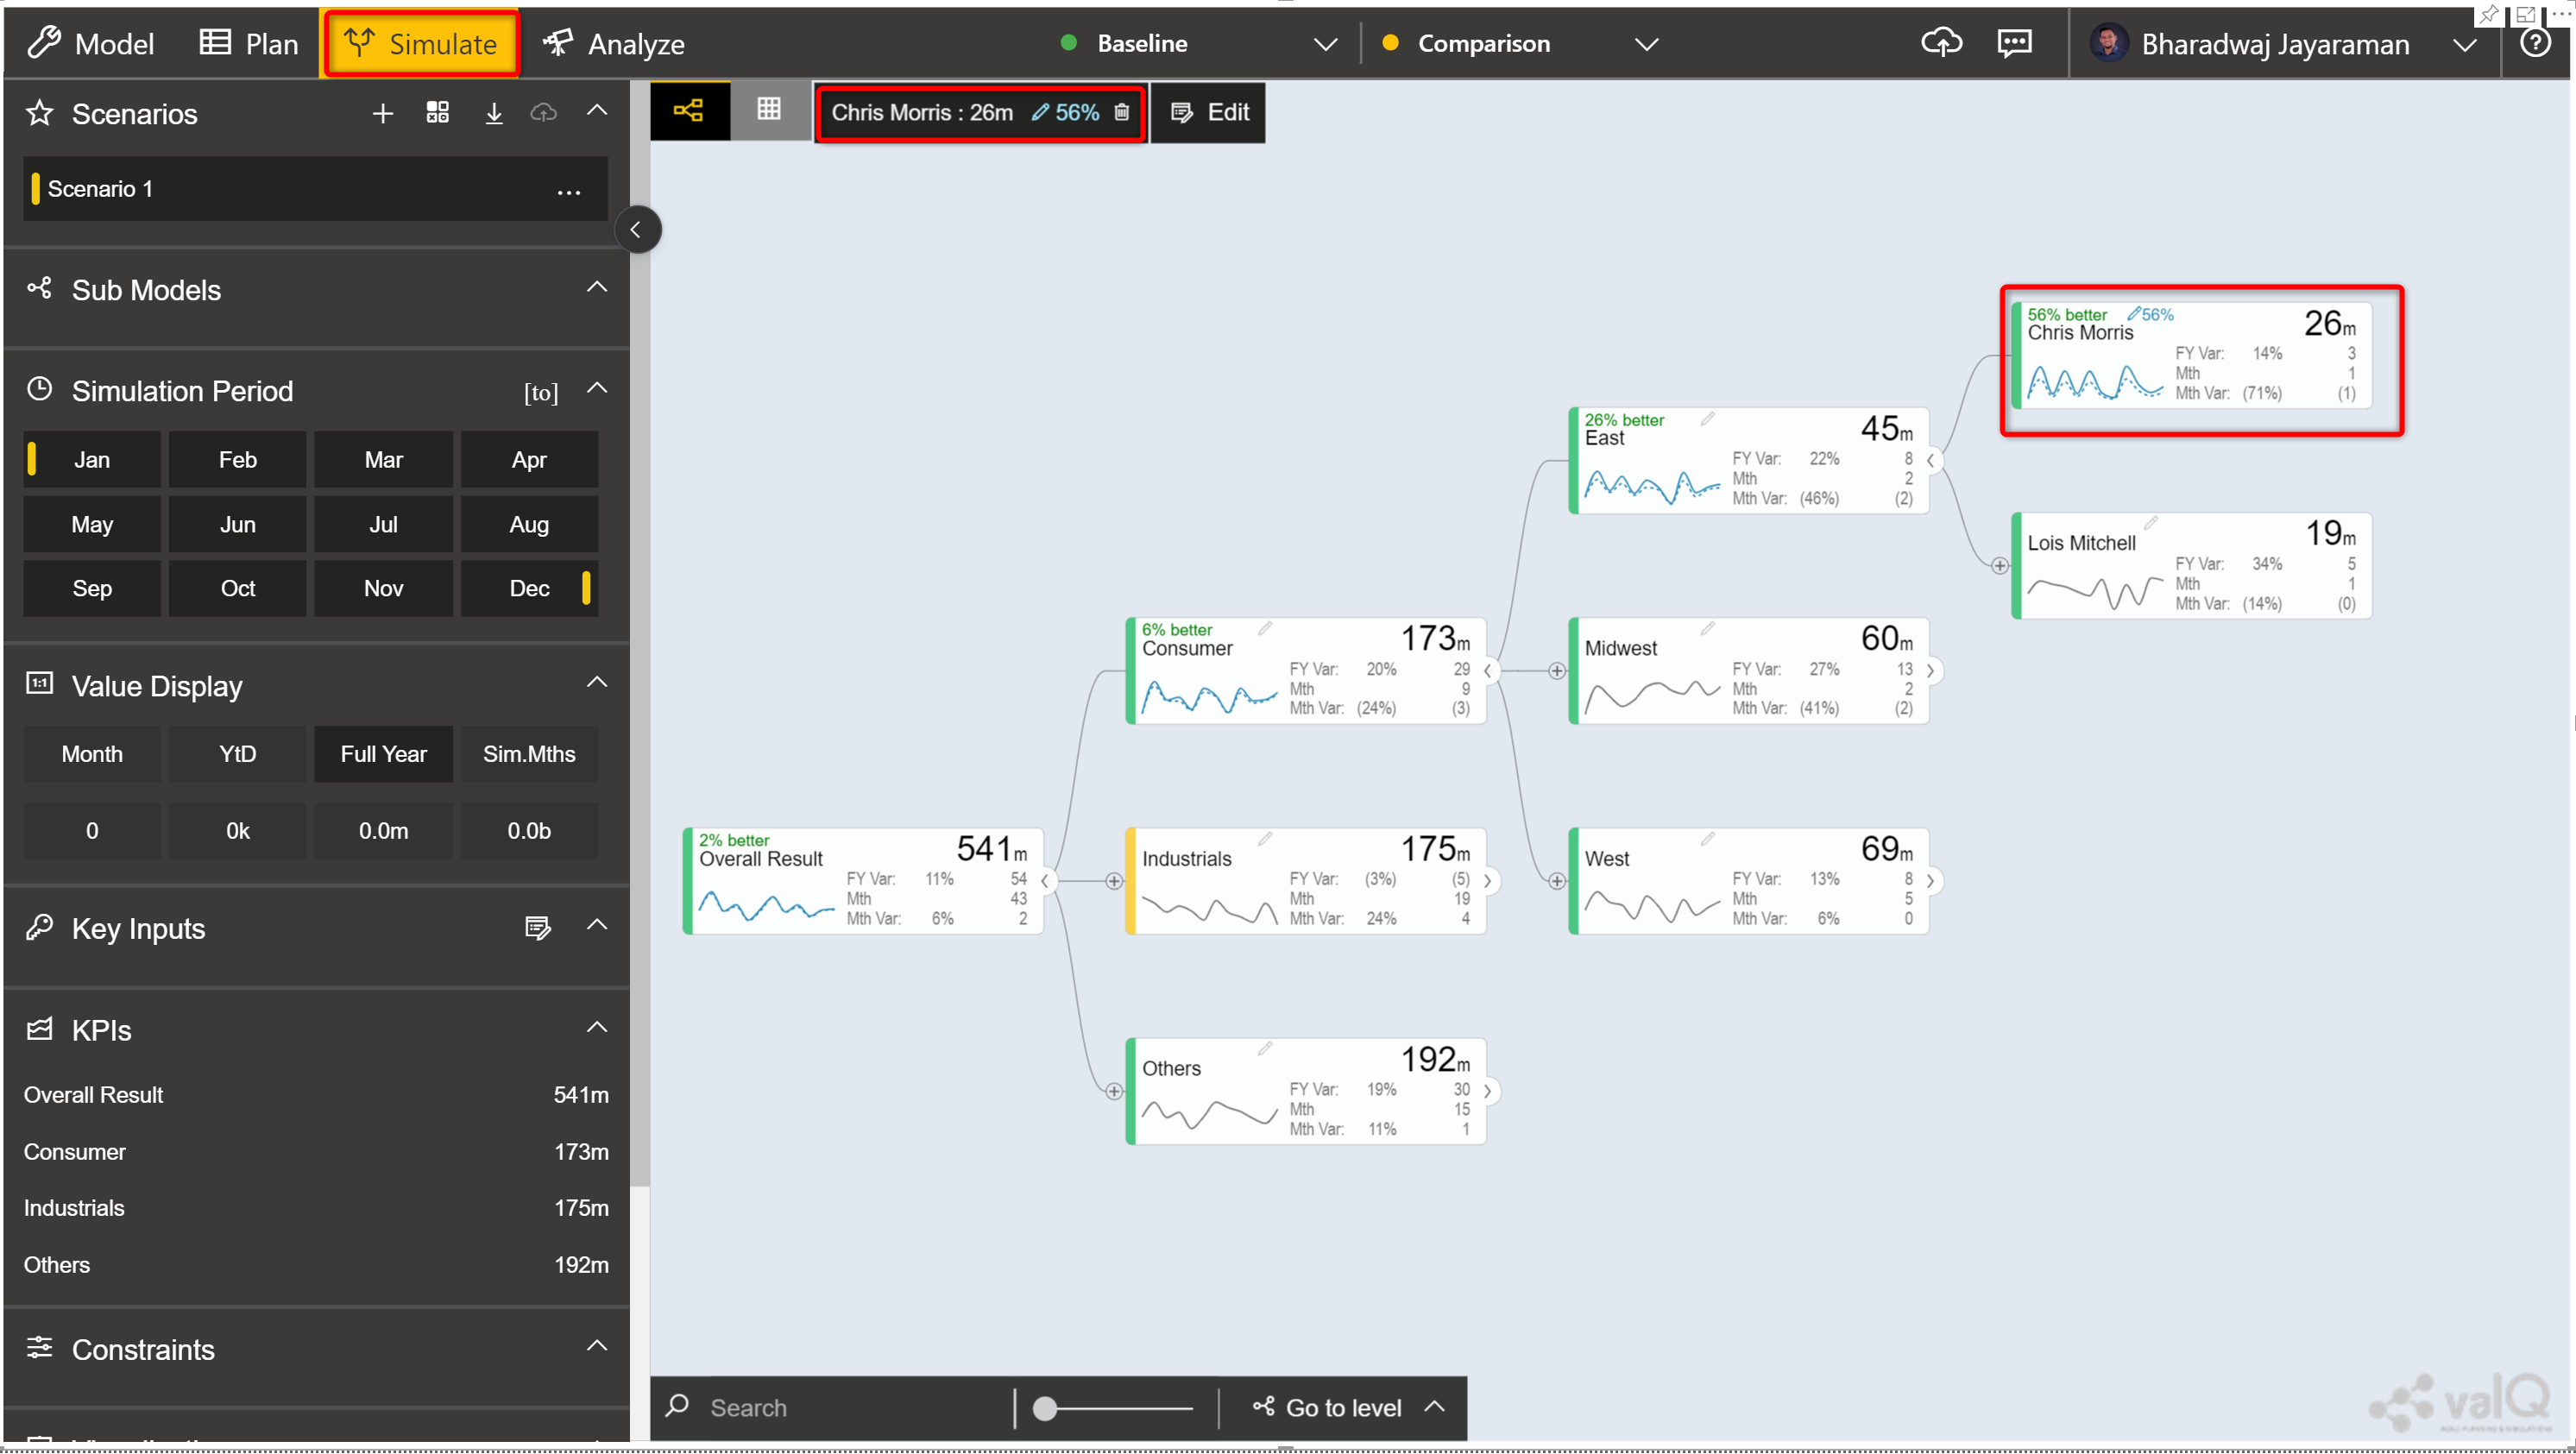 Model Plan Simulate Analyze Baseline Comparison Bharadwaj Jayaraman
Scenarios
Scenario 1
Sub Models
Simulation Period [to]
Jan Feb Mar Apr
May Jun Jul Aug
Sep Oct Nov Dec
Value Display
Month YtD Full Year Sim.Mths
0 0k 0.0m 0.0b
Key Inputs
KPIs
Overall Result 541m
Consumer 173m
Industrials 175m
Others 192m
Constraints
Chris Morris : 26m 56% Edit
2% better
Overall Result 541m
FY Var: 11% 54
Mth 43
Mth Var: 6% 2
6% better
Consumer 173m
FY Var: 20% 29
Mth 9
Mth Var: (24%) (3)
Industrials 175m
FY Var: (3%) (5)
Mth 19
Mth Var: 24% 4
Others 192m
FY Var: 19% 30
Mth 15
Mth Var: 11% 1
26% better
East 45m
FY Var: 22% 8
Mth 2
Mth Var: (46%) (2)
Midwest 60m
FY Var: 27% 13
Mth 2
Mth Var: (41%) (2)
West 69m
FY Var: 13% 8
Mth 5
Mth Var: 6% 0
56% better 56%
Chris Morris 26m
FY Var: 14% 3
Mth 1
Mth Var: (71%) (1)
Lois Mitchell 19m
FY Var: 34% 5
Mth 1
Mth Var: (14%) (0)
Search Go to level
valQ